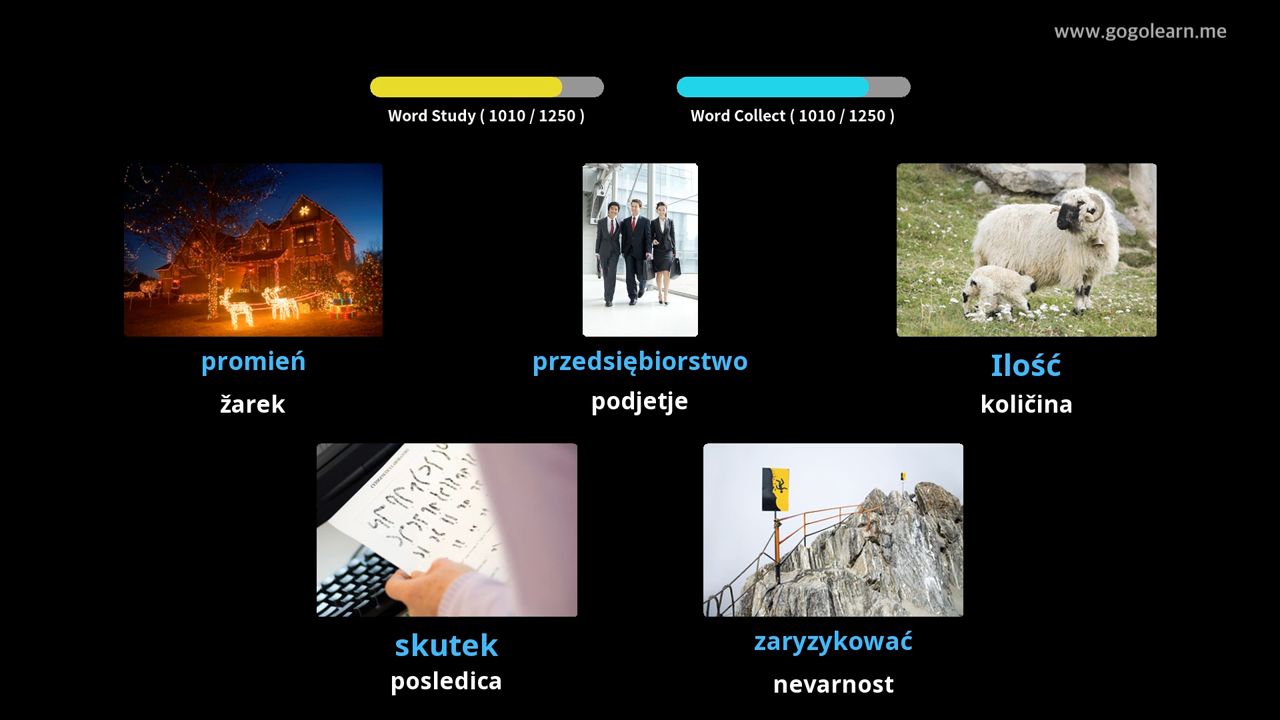 www.gogolearn.me
Word Study ( 1010 / 1250 )
Word Collect ( 1010 / 1250 )
promień
przedsiębiorstwo
Ilość
žarek
podjetje
količina
skutek
zaryzykować
posledica
nevarnost